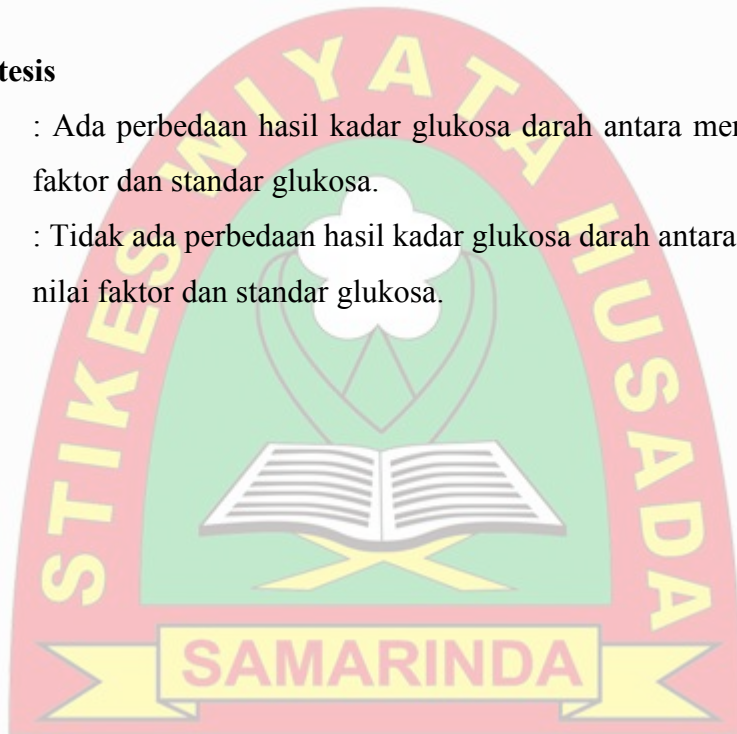 tesis
: Ada perbedaan hasil kadar glukosa darah antara
faktor dan standar glukosa.
: Tidak ada perbedaan hasil kadar glukosa darah antara
nilai faktor dan standar glukosa.
STIKES WIYATA HUSADA
SAMARINDA